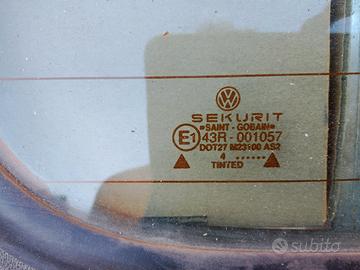 SEKURIT
=SAINT - GOBAIN=
E1 43R - 001057
DOT27 M23100 AS2
4 ......
TINTED
subito